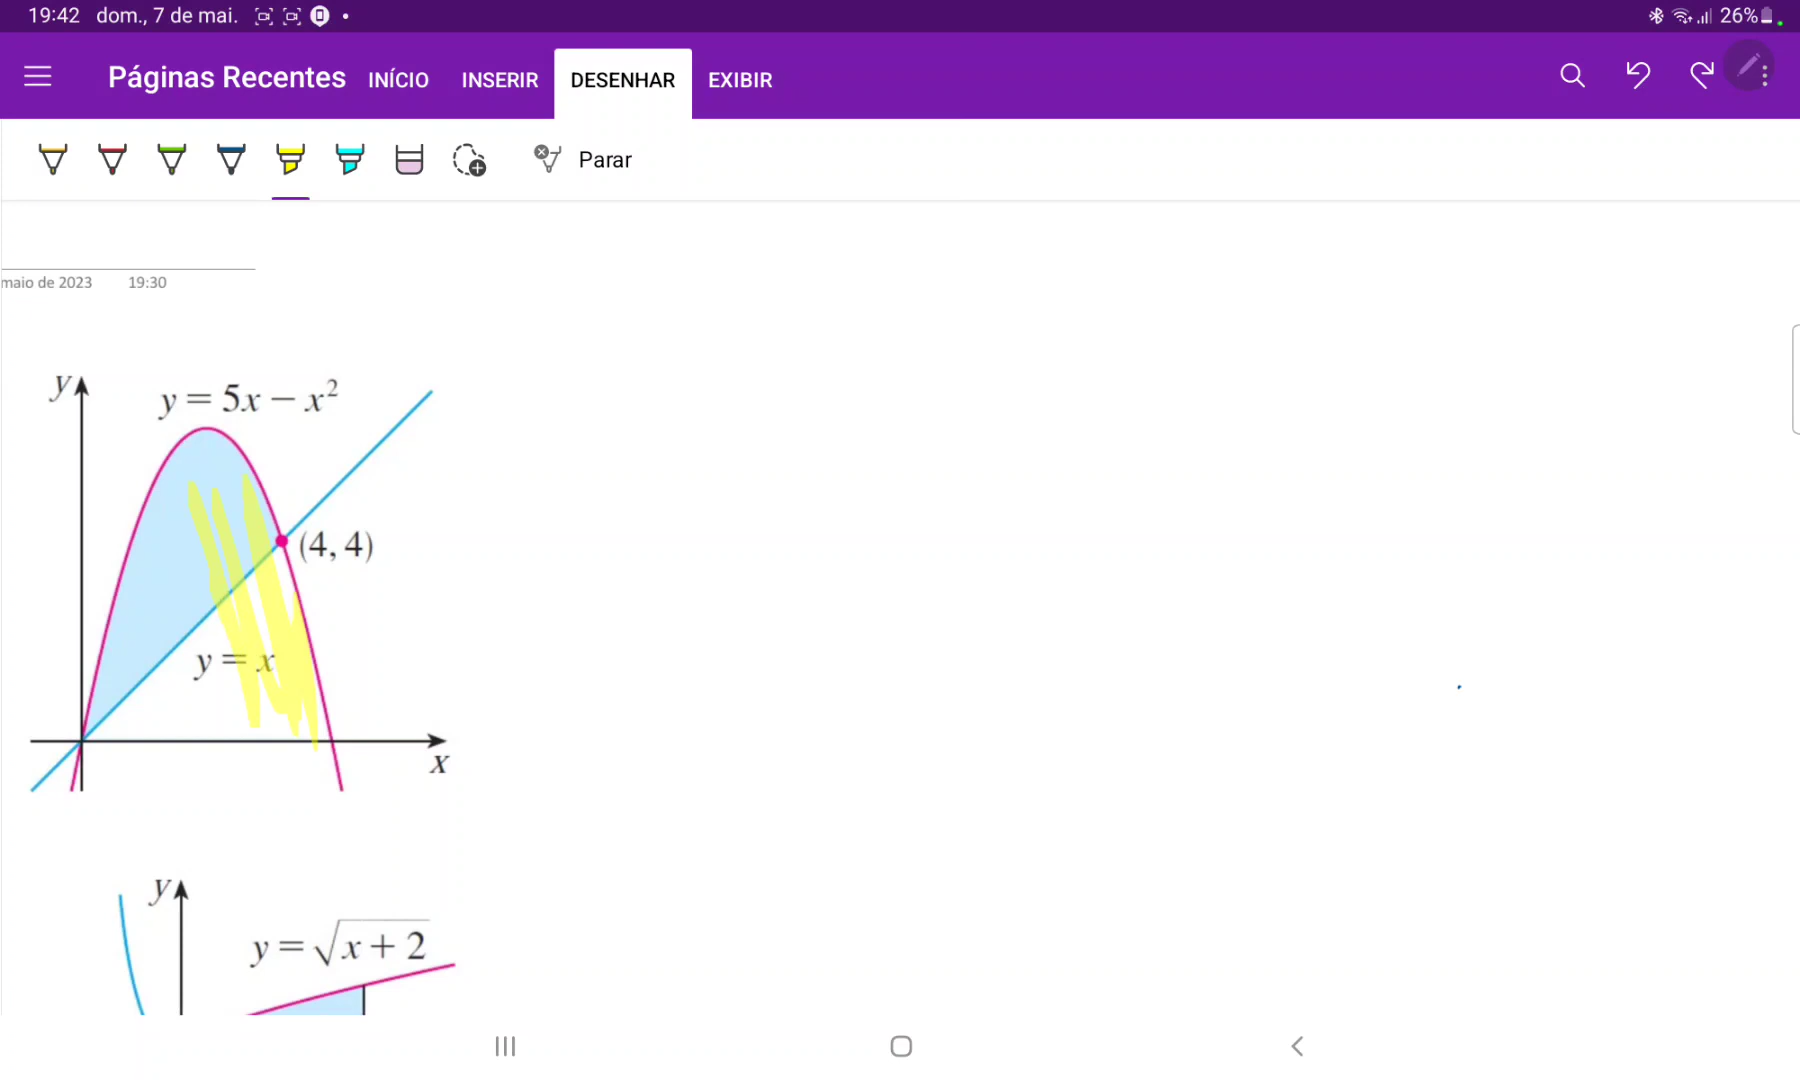 19:42 dom., 7 de mai. 26%
Páginas Recentes INÍCIO INSERIR DESENHAR EXIBIR
Parar
maio de 2023 19:30
y
y = 5x − x²
(4, 4)
y = x
x
y
y = √x + 2